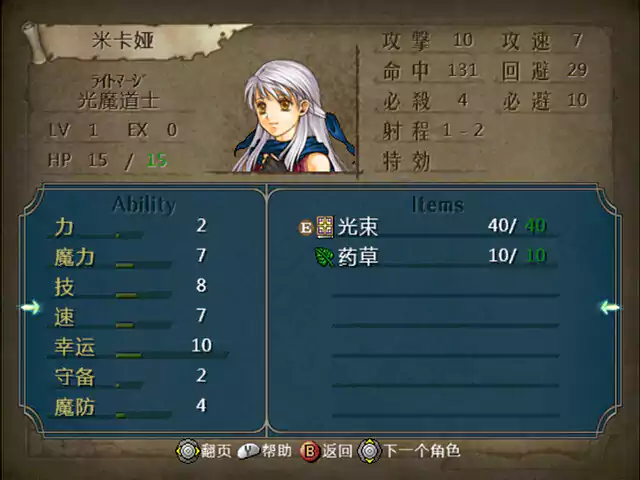 米卡娅
ﾗｲﾄﾏｰｼﾞ
光魔道士
LV 1 EX 0
HP 15 / 15
攻撃 10 攻速 7
命中 131 回避 29
必殺 4 必避 10
射程 1 - 2
特効
Ability
力 2
魔力 7
技 8
速 7
幸运 10
守备 2
魔防 4
Items
E 光束 40/ 40
药草 10/ 10
翻页 Y 帮助 B 返回 下一个角色